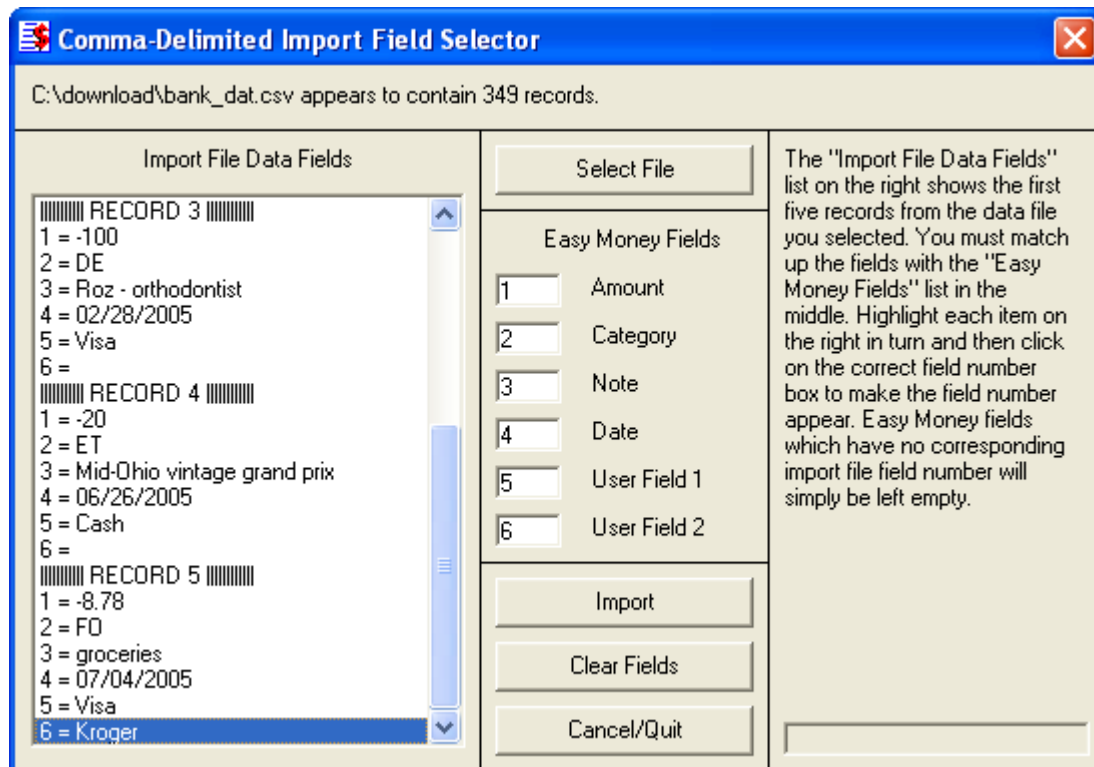 Comma-Delimited Import Field Selector
C:\download\bank_dat.csv appears to contain 349 records.
Import File Data Fields
|||||||||| RECORD 3 ||||||||||
1 = -100
2 = DE
3 = Roz - orthodontist
4 = 02/28/2005
5 = Visa
6 =
|||||||||| RECORD 4 ||||||||||
1 = -20
2 = ET
3 = Mid-Ohio vintage grand prix
4 = 06/26/2005
5 = Cash
6 =
|||||||||| RECORD 5 ||||||||||
1 = -8.78
2 = FO
3 = groceries
4 = 07/04/2005
5 = Visa
6 = Kroger
Select File
Easy Money Fields
1 Amount
2 Category
3 Note
4 Date
5 User Field 1
6 User Field 2
Import
Clear Fields
Cancel/Quit
The "Import File Data Fields"
list on the right shows the first
five records from the data file
you selected. You must match
up the fields with the "Easy
Money Fields" list in the
middle. Highlight each item on
the right in turn and then click
on the correct field number
box to make the field number
appear. Easy Money fields
which have no corresponding
import file field number will
simply be left empty.